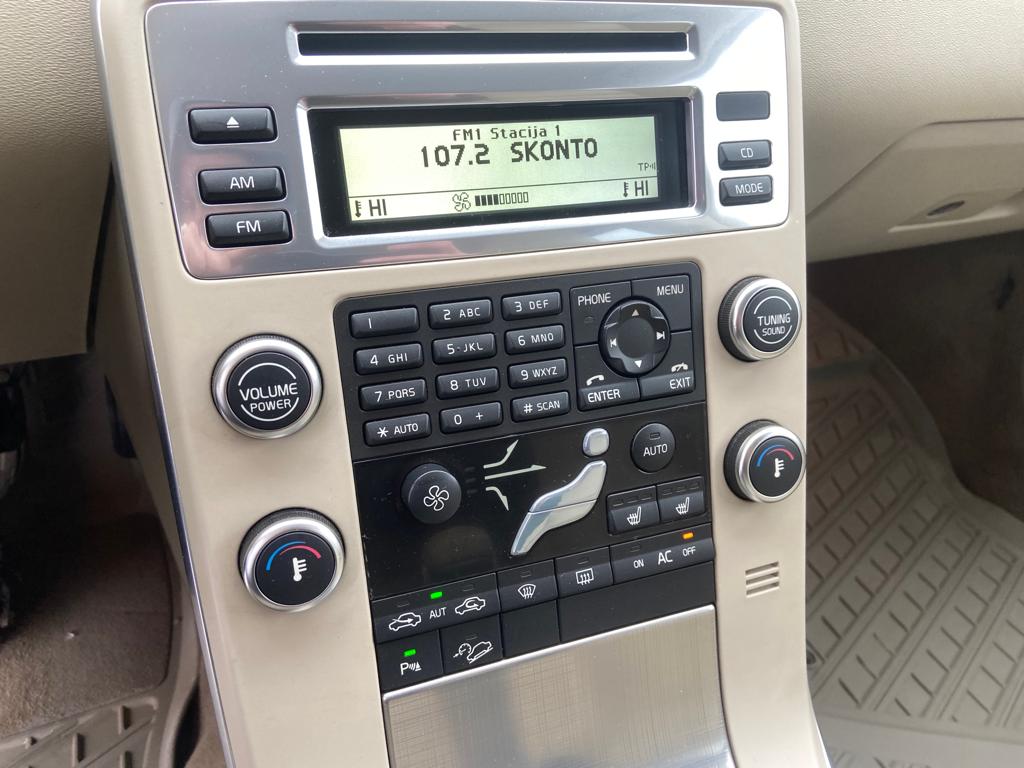 FM1 Stacija 1
107.2 SKONTO
TP
HI HI
AM
FM
CD
MODE
1
2 ABC
3 DEF
4 GHI
5-JKL
6 MNO
7 PQRS
8 TUV
9 WXYZ
* AUTO
0 +
# SCAN
PHONE
MENU
ENTER
EXIT
VOLUME
POWER
TUNING
SOUND
AUTO
ON AC OFF
AUT
P